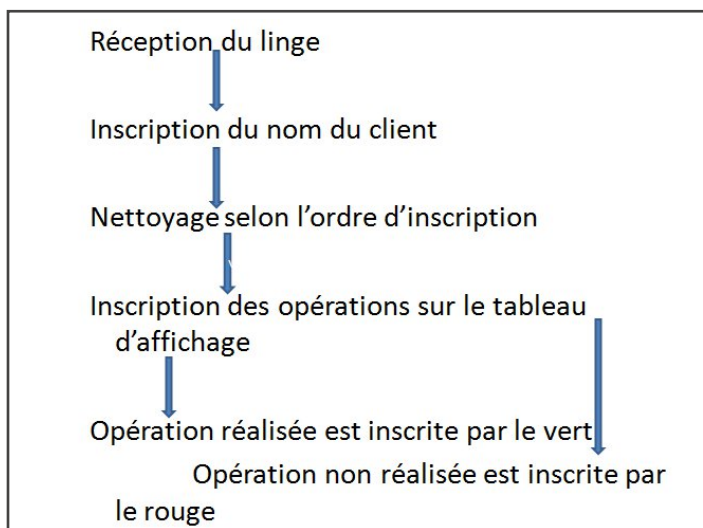 Réception du linge
Inscription du nom du client
Nettoyage selon l’ordre d’inscription
Inscription des opérations sur le tableau
d’affichage
Opération réalisée est inscrite par le vert
Opération non réalisée est inscrite par
le rouge